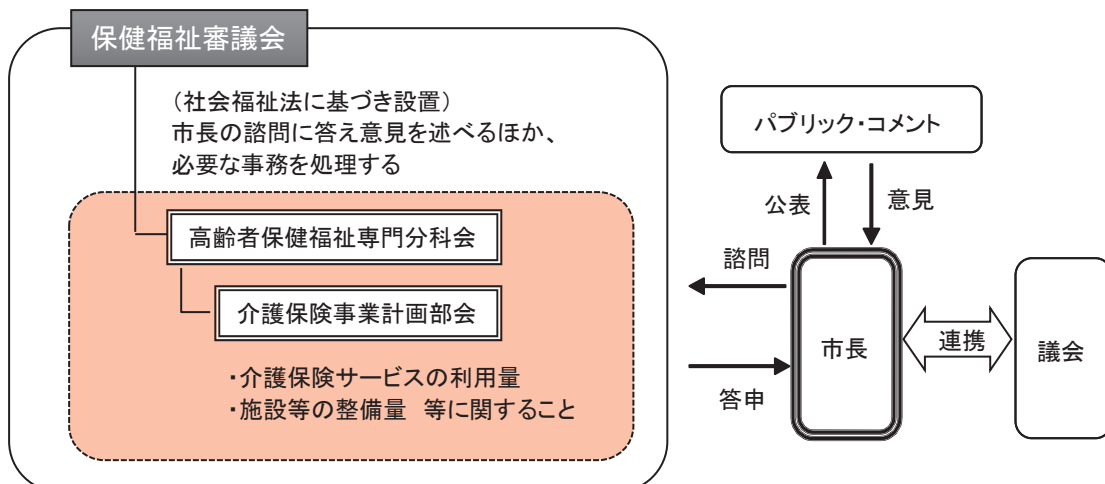 保健福祉審議会
（社会福祉法に基づき設置）
市長の諮問に答え意見を述べるほか、
必要な事務を処理する
高齢者保健福祉専門分科会
介護保険事業計画部会
・介護保険サービスの利用量
・施設等の整備量　等に関すること
パブリック・コメント
公表
意見
諮問
答申
市長
連携
議会